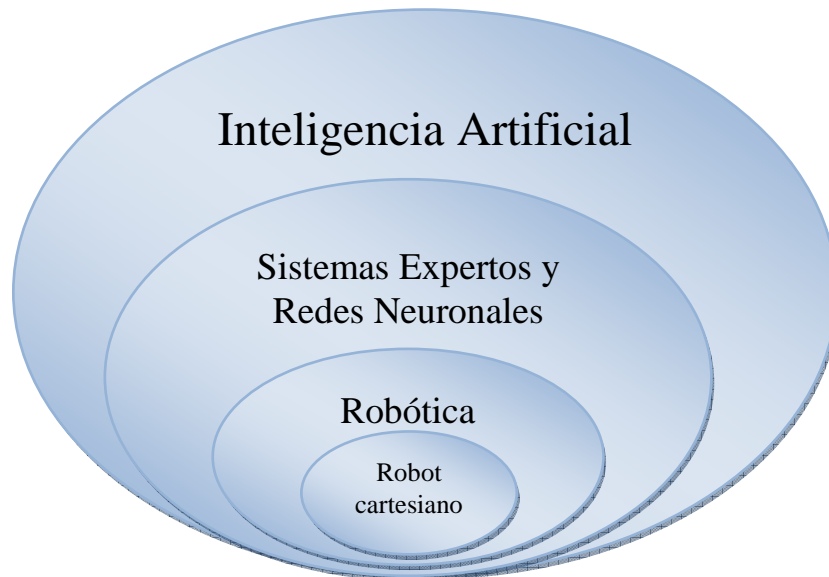 Inteligencia Artificial
Sistemas Expertos y
Redes Neuronales
Robótica
Robot
cartesiano